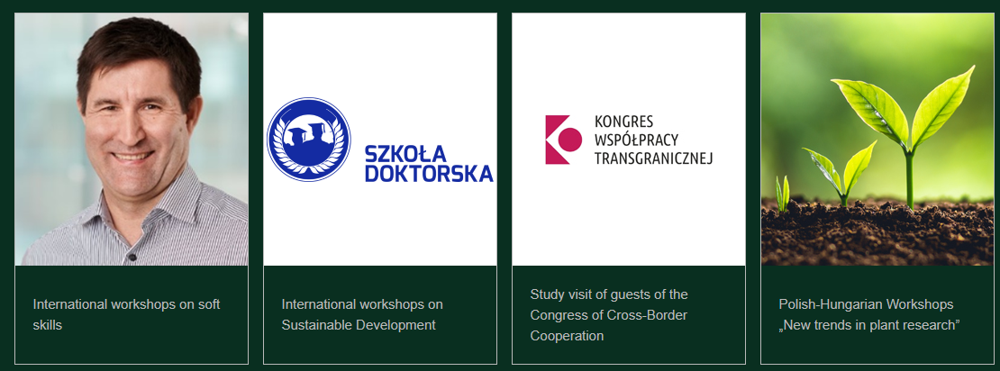 SZKOŁA
DOKTORSKA
KONGRES
WSPÓŁPRACY
TRANSGRANICZNEJ
International workshops on soft
skills
International workshops on
Sustainable Development
Study visit of guests of the
Congress of Cross-Border
Cooperation
Polish-Hungarian Workshops
„New trends in plant research”